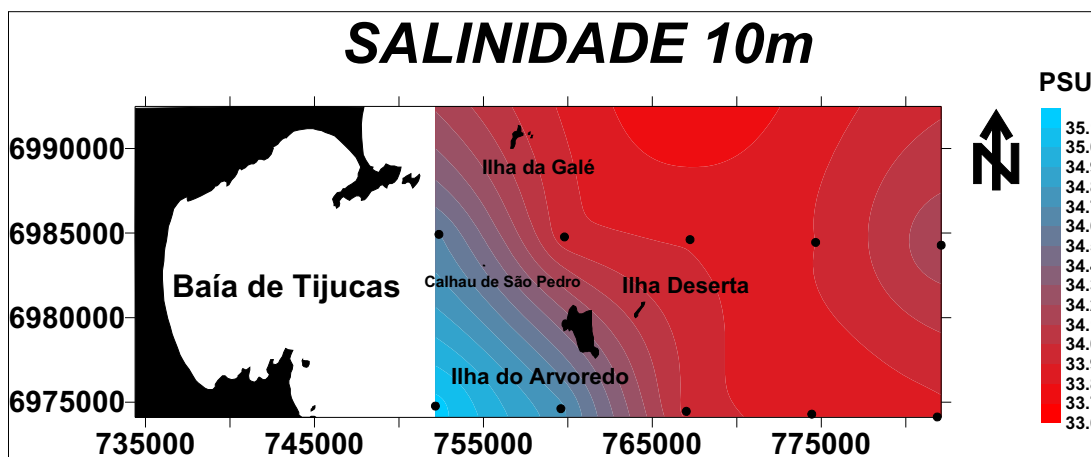 SALINIDADE 10m
PSU
N
6990000
6985000
6980000
6975000
Ilha da Galé
Calhau de São Pedro
Baía de Tijucas
Ilha Deserta
Ilha do Arvoredo
735000 745000 755000 765000 775000